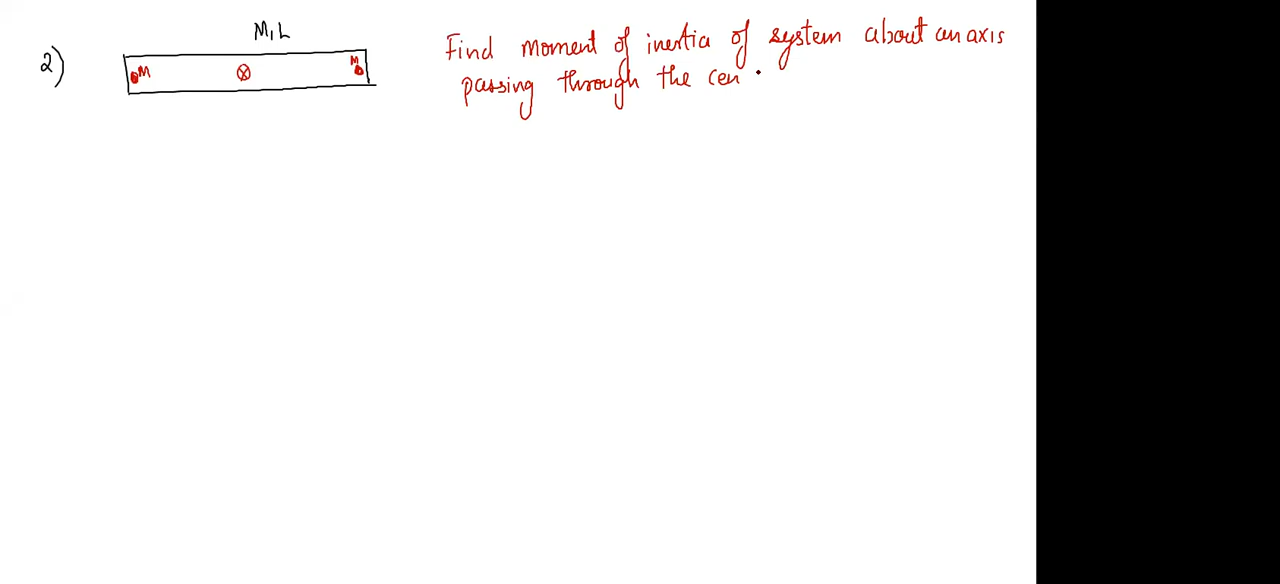 2)
M, L
M
M
Find moment of inertia of system about an axis
passing through the cen